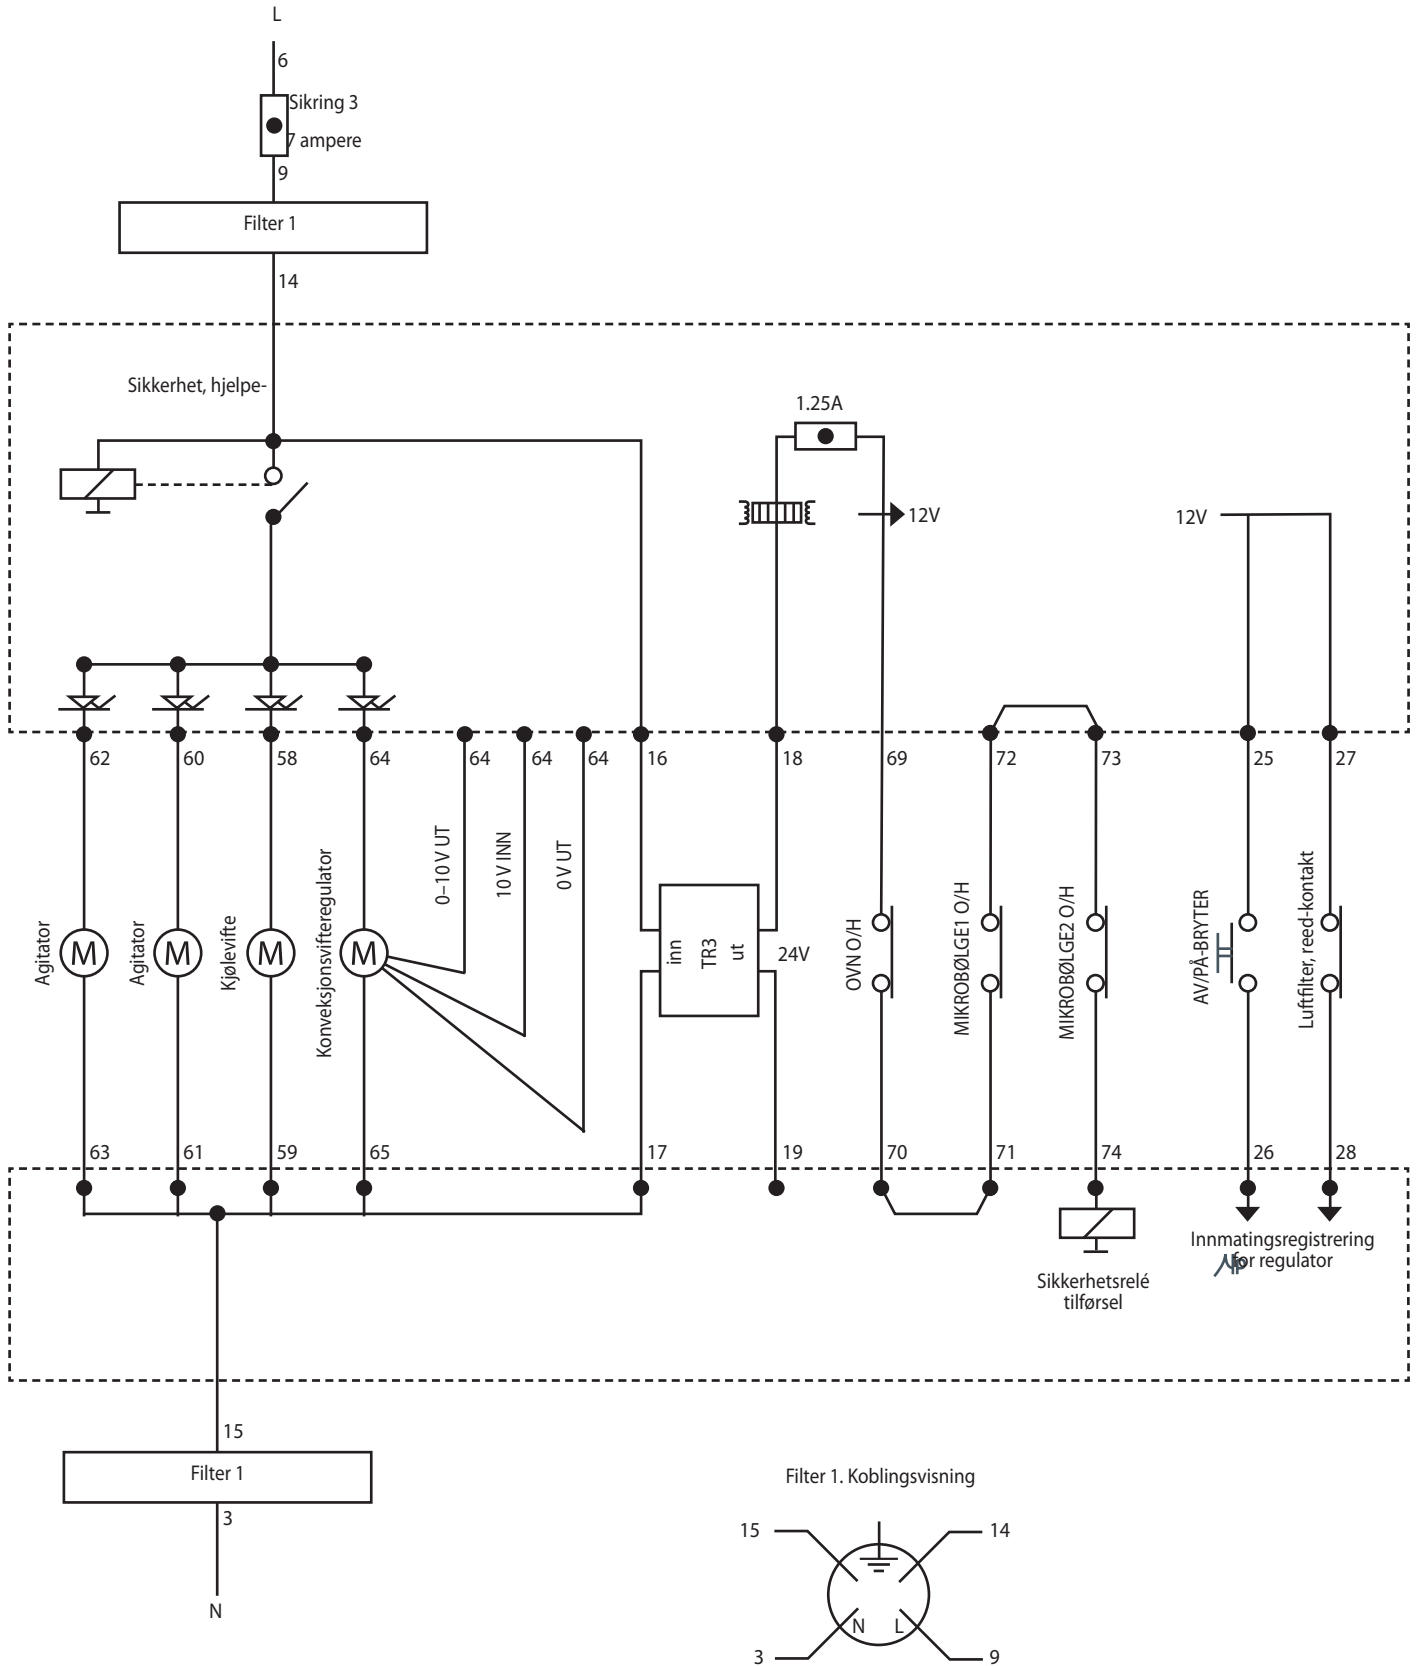 L
6
Sikring 3
7 ampere
9
Filter 1
14
Sikkerhet, hjelpe-
1.25A
12V
12V
62
60
58
64
64
64
64
16
18
69
72
73
25
27
Agitator
Agitator
Kjølevifte
Konveksjonsvifteregulator
0–10 V UT
10 V INN
0 V UT
inn
TR3
ut
24V
OVN O/H
MIKROBØLGE1 O/H
MIKROBØLGE2 O/H
AV/PÅ-BRYTER
Luftfilter, reed-kontakt
M
M
M
M
63
61
59
65
17
19
70
71
74
26
28
Innmatingsregistrering
for regulator
Sikkerhetsrelé
tilførsel
15
Filter 1
3
N
Filter 1. Koblingsvisning
15
14
N
L
3
9